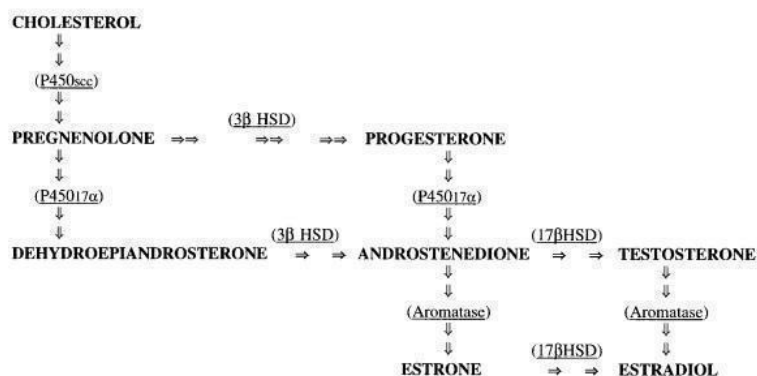 CHOLESTEROL
⇓
⇓
(P450scc)
⇓
⇓
(3β HSD)
PREGNENOLONE ⇒⇒ ⇒⇒ ⇒⇒ PROGESTERONE
⇓ ⇓
⇓ ⇓
(P45017α) (P45017α)
⇓ ⇓
⇓ (3β HSD) ⇓ (17βHSD)
DEHYDROEPIANDROSTERONE ⇒ ⇒ ANDROSTENEDIONE ⇒ ⇒ TESTOSTERONE
⇓ ⇓
⇓ ⇓
(Aromatase) (Aromatase)
⇓ ⇓
⇓ (17βHSD) ⇓
ESTRONE ⇒ ⇒ ESTRADIOL